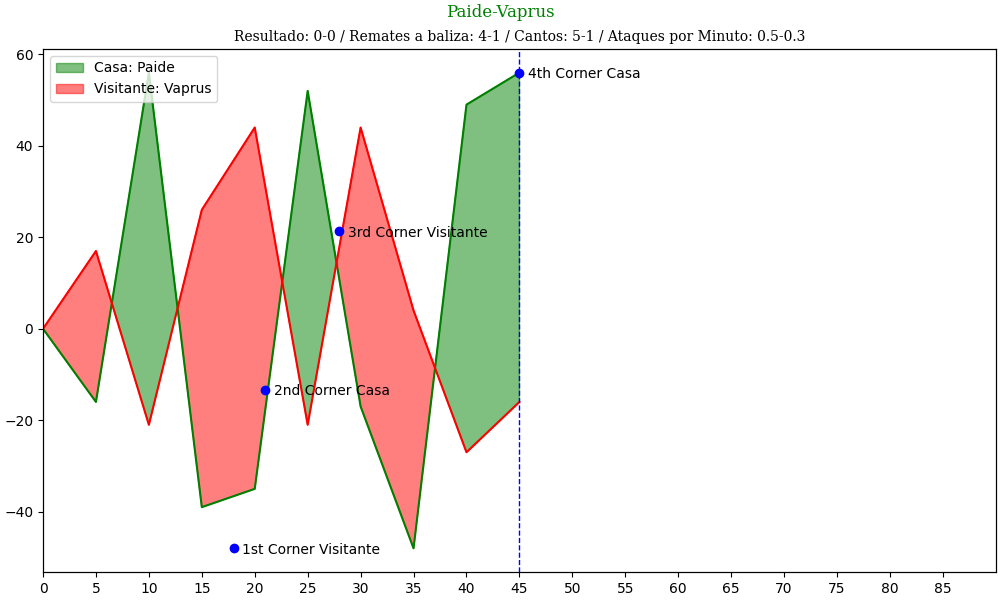 Paide-Vaprus
Resultado: 0-0 / Remates a baliza: 4-1 / Cantos: 5-1 / Ataques por Minuto: 0.5-0.3
Casa: Paide
Visitante: Vaprus
60
40
20
0
−20
−40
4th Corner Casa
3rd Corner Visitante
2nd Corner Casa
1st Corner Visitante
0 5 10 15 20 25 30 35 40 45 50 55 60 65 70 75 80 85